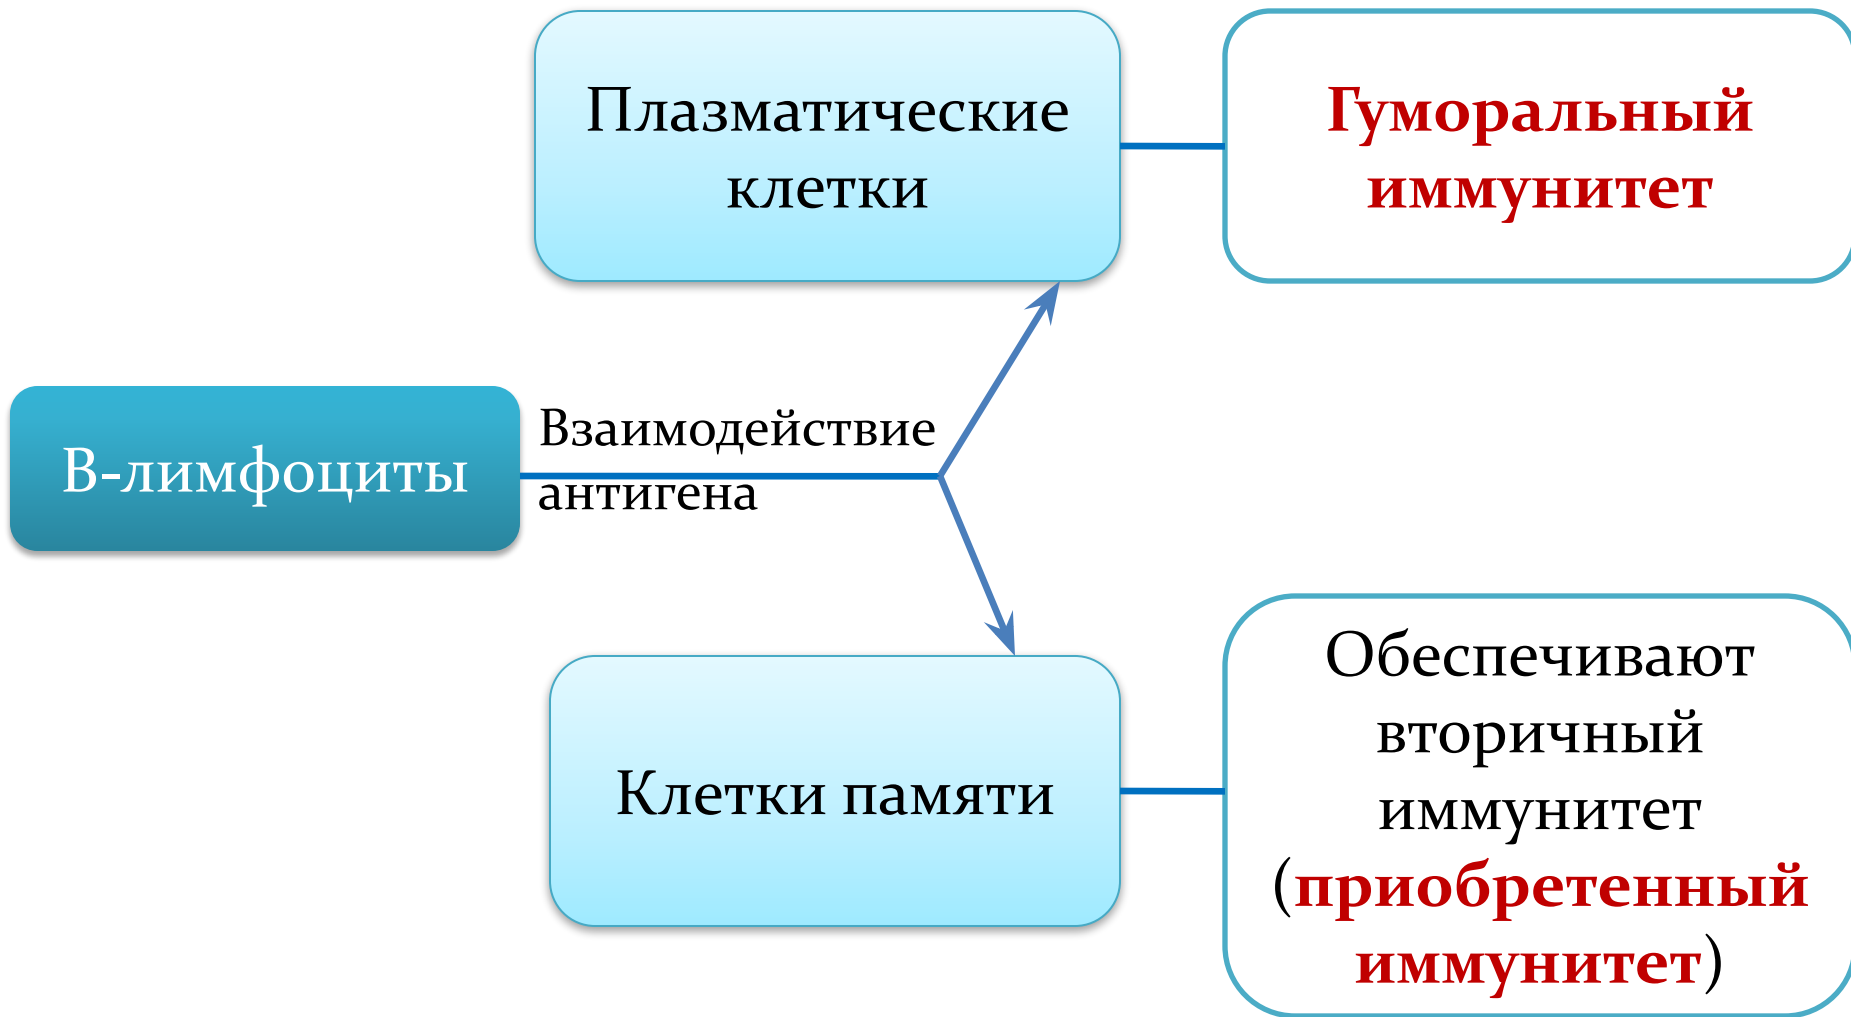 Плазматические
клетки
Гуморальный
иммунитет
В-лимфоциты
Взаимодействие
антигена
Клетки памяти
Обеспечивают
вторичный
иммунитет
(приобретенный
иммунитет)